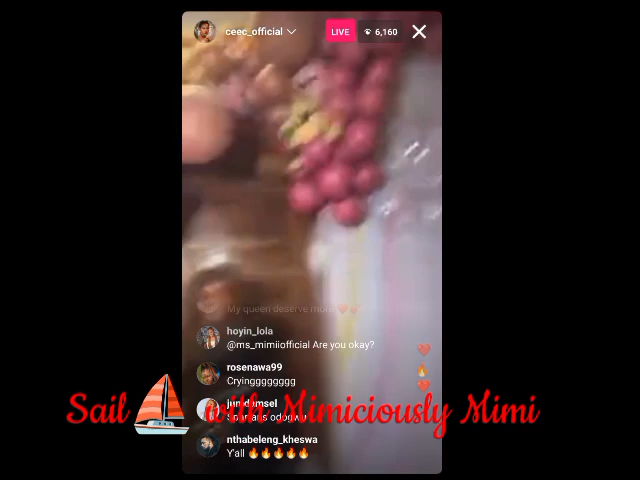 ceec_official
LIVE
6,160
My queen deserve more
hoyin_lola
@ms_mimiiofficial Are you okay?
rosenawa99
Cryinggggggggg
Sail with Mimiciously Mimi
nthabeleng_kheswa
Y'all 🔥🔥🔥🔥🔥